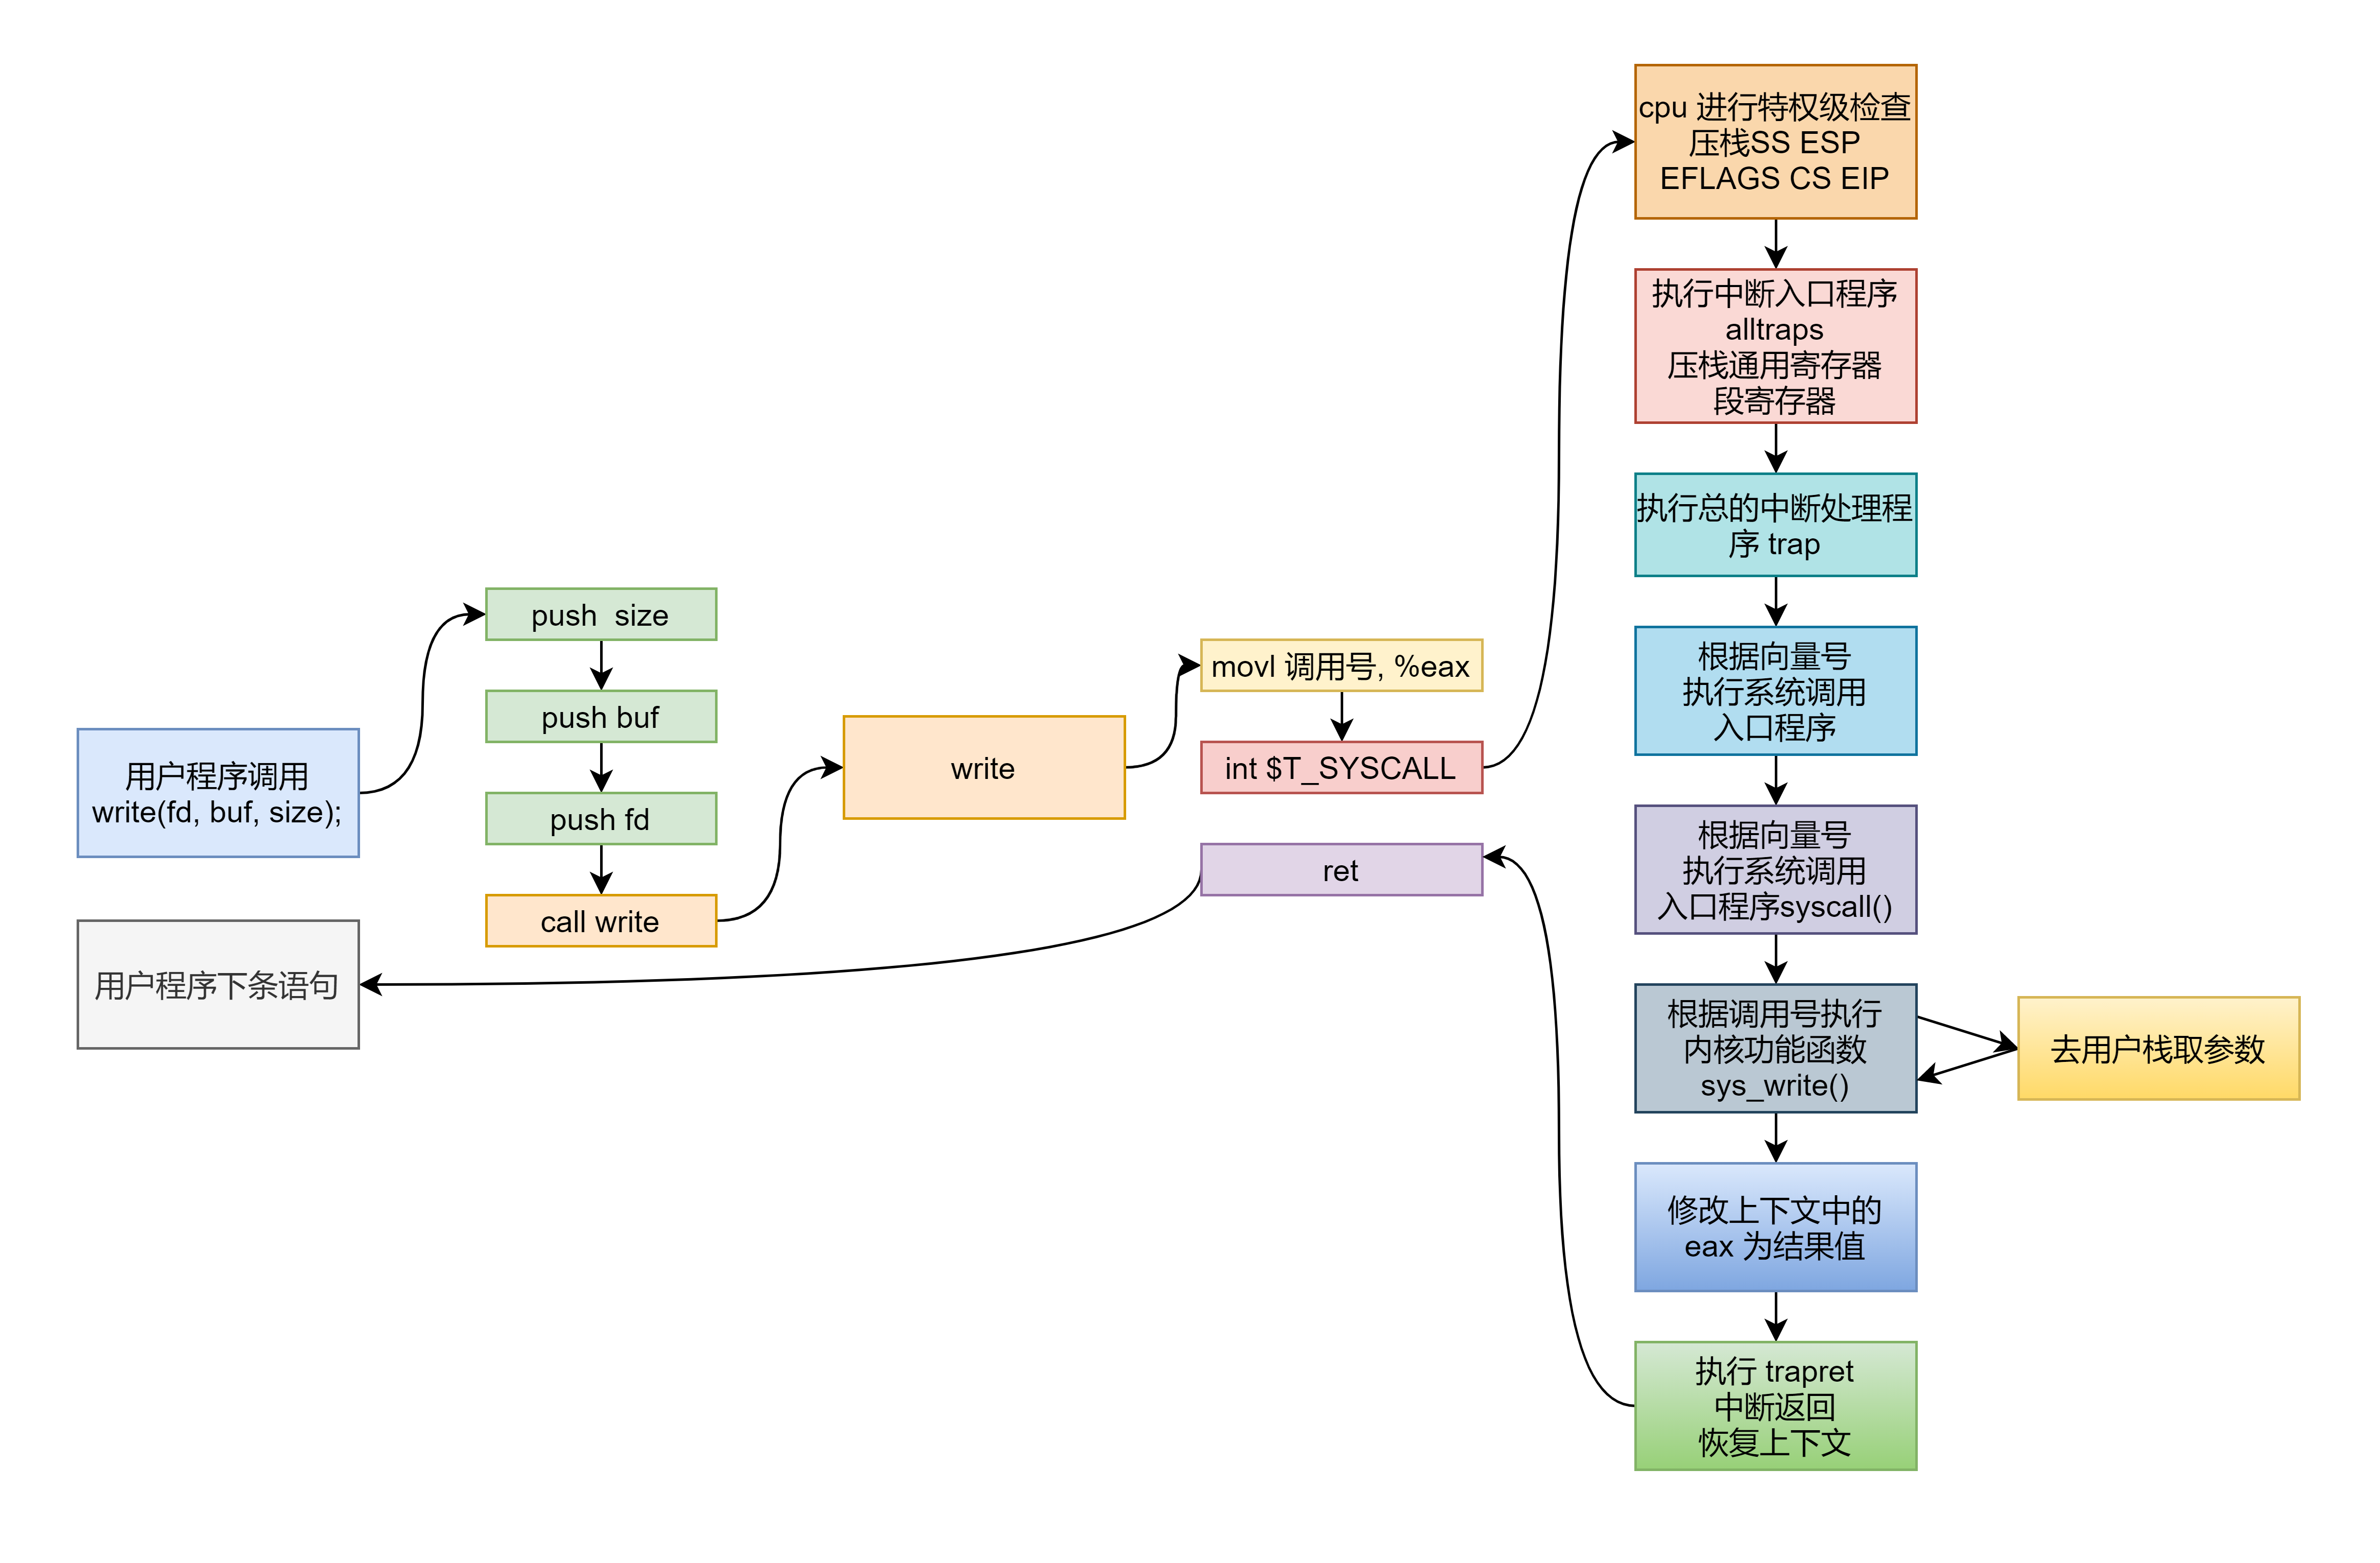 用户程序调用
write(fd, buf, size);
push  size
push buf
push fd
call write
write
movl 调用号, %eax
int $T_SYSCALL
cpu 进行特权级检查
压栈SS ESP
EFLAGS CS EIP
执行中断入口程序
alltraps
压栈通用寄存器
段寄存器
执行总的中断处理程
序 trap
根据向量号
执行系统调用
入口程序
根据向量号
执行系统调用
入口程序syscall()
根据调用号执行
内核功能函数
sys_write()
去用户栈取参数
修改上下文中的
eax 为结果值
执行 trapret
中断返回
恢复上下文
ret
用户程序下条语句